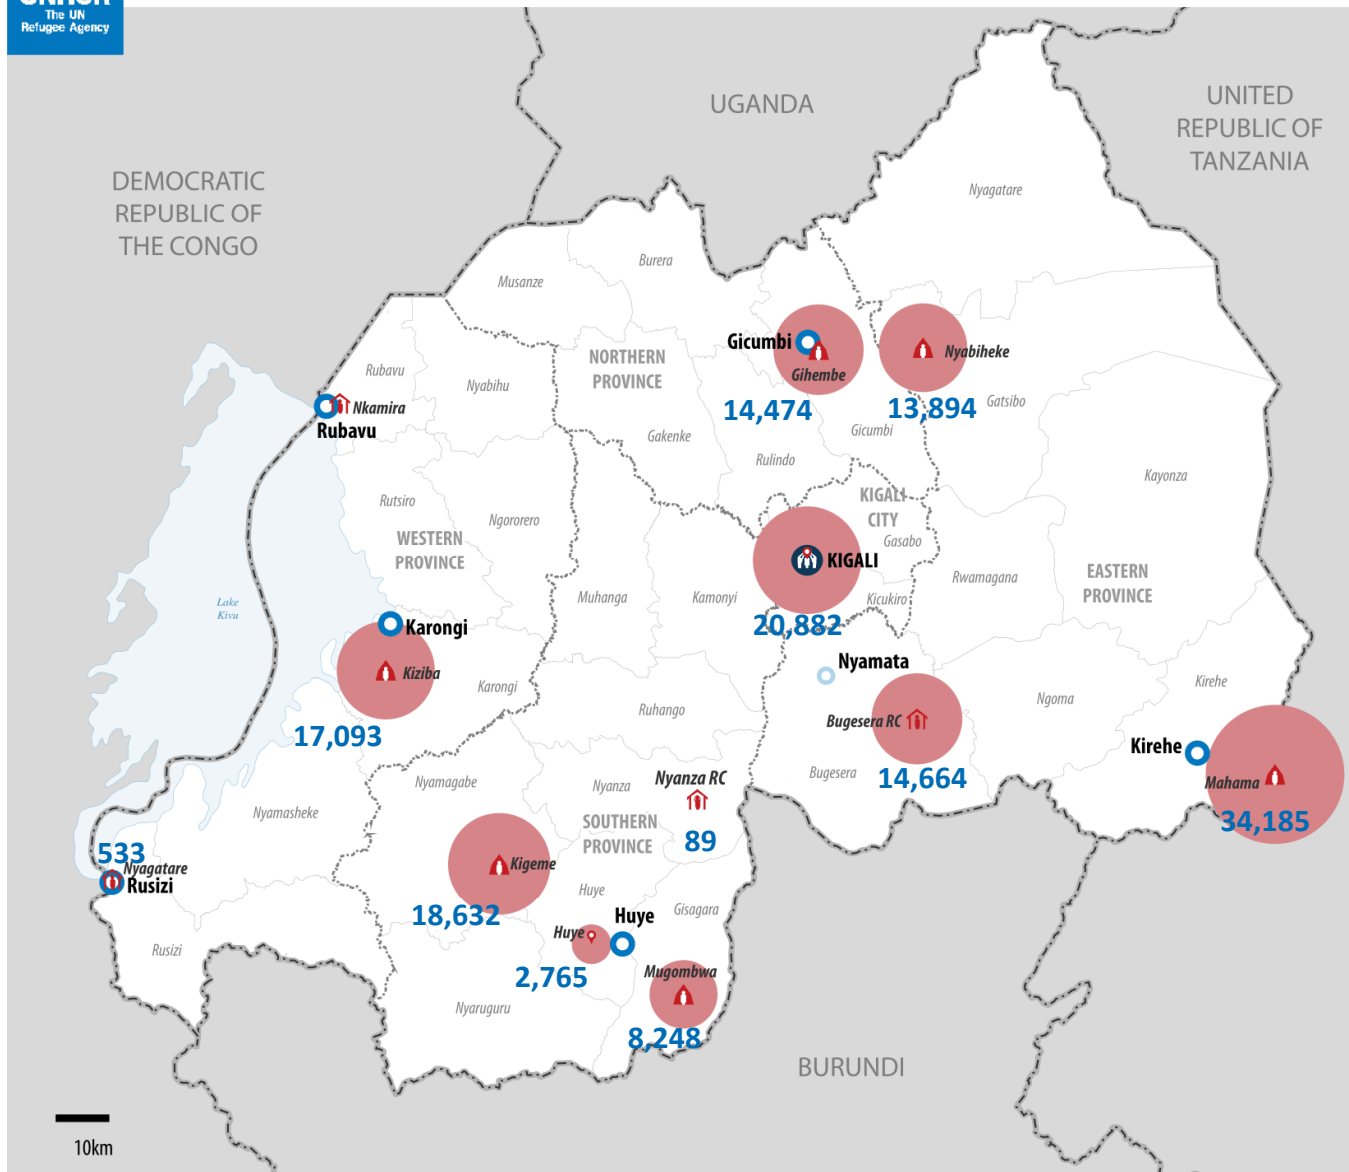 The UN
Refugee Agency
UGANDA
UNITED
REPUBLIC OF
TANZANIA
DEMOCRATIC
REPUBLIC OF
THE CONGO
Nyagatare
Burera
Musanze
Gicumbi
Gihembe
14,474
Nyabiheke
13,894
NORTHERN
PROVINCE
Rubavu
Nyabihu
Nkamira
Rubavu
Gatsibo
Gicumbi
Gakenke
Rulindo
Kayonza
Rutsiro
Ngororero
WESTERN
PROVINCE
KIGALI
CITY
Gasabo
KIGALI
20,882
Kicukiro
Rwamagana
EASTERN
PROVINCE
Muhanga
Kamonyi
Lake
Kivu
Karongi
Kiziba
17,093
Karongi
Nyamata
Bugesera RC
14,664
Bugesera
Ngoma
Kirehe
Kirehe
Mahama
34,185
Ruhango
Nyamagabe
Nyanza
Nyanza RC
89
SOUTHERN
PROVINCE
Nyamasheke
533
Nyagatare
Rusizi
Rusizi
Kigeme
18,632
Huye
Gisagara
Huye
Huye
2,765
Mugombwa
8,248
Nyaruguru
BURUNDI
10km